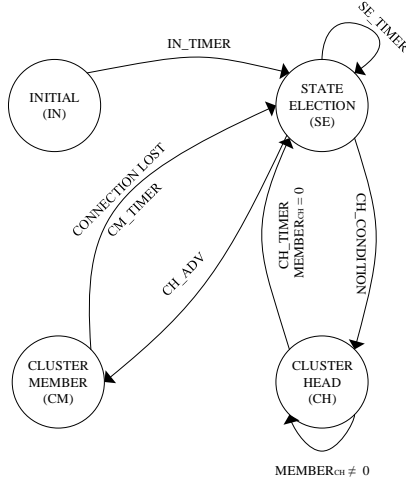 SE_TIMER
IN_TIMER
INITIAL
(IN)
STATE
ELECTION
(SE)
CONNECTION LOST
CM_TIMER
CH_ADV
CH_TIMER
MEMBERCH = 0
CH_CONDITION
CLUSTER
MEMBER
(CM)
CLUSTER
HEAD
(CH)
MEMBERCH ≠ 0